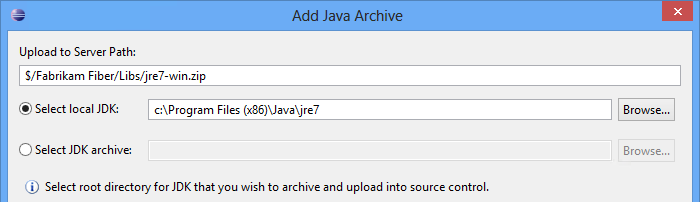 Add Java Archive
Upload to Server Path:
$/Fabrikam Fiber/Libs/jre7-win.zip
Select local JDK: c:\Program Files (x86)\Java\jre7 Browse...
Select JDK archive: Browse...
Select root directory for JDK that you wish to archive and upload into source control.